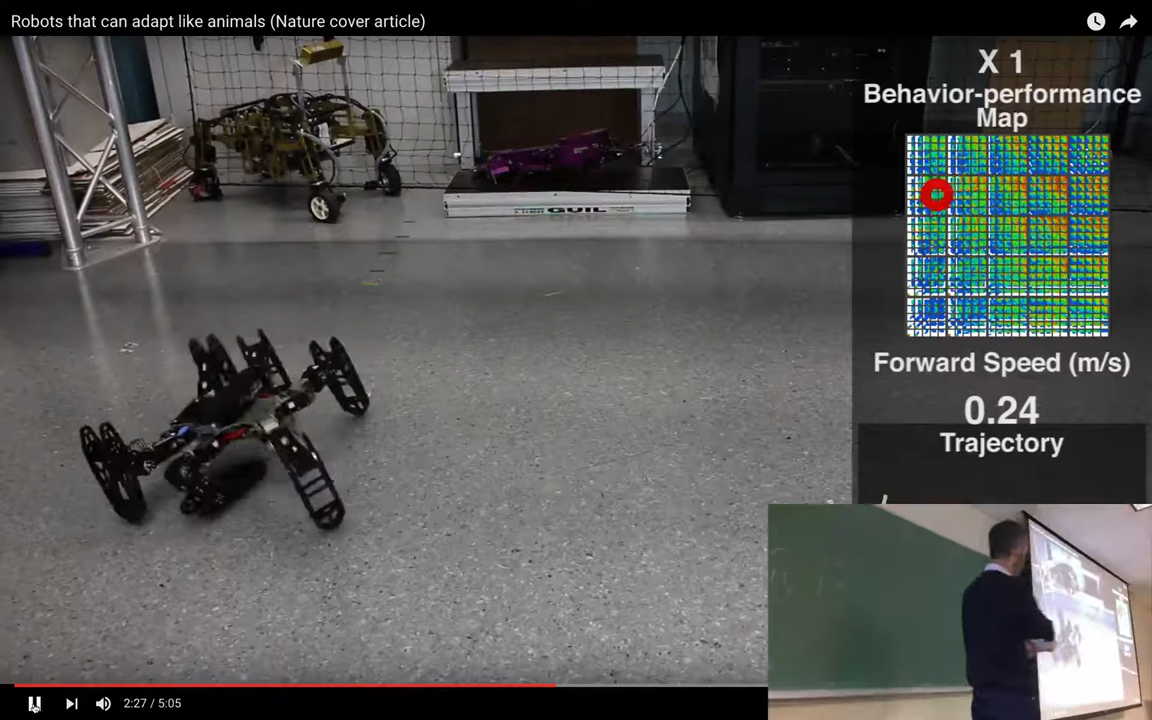 Robots that can adapt like animals (Nature cover article)
X 1
Behavior-performance
Map
GUIL
Forward Speed (m/s)
0.24
Trajectory
2:27 / 5:05